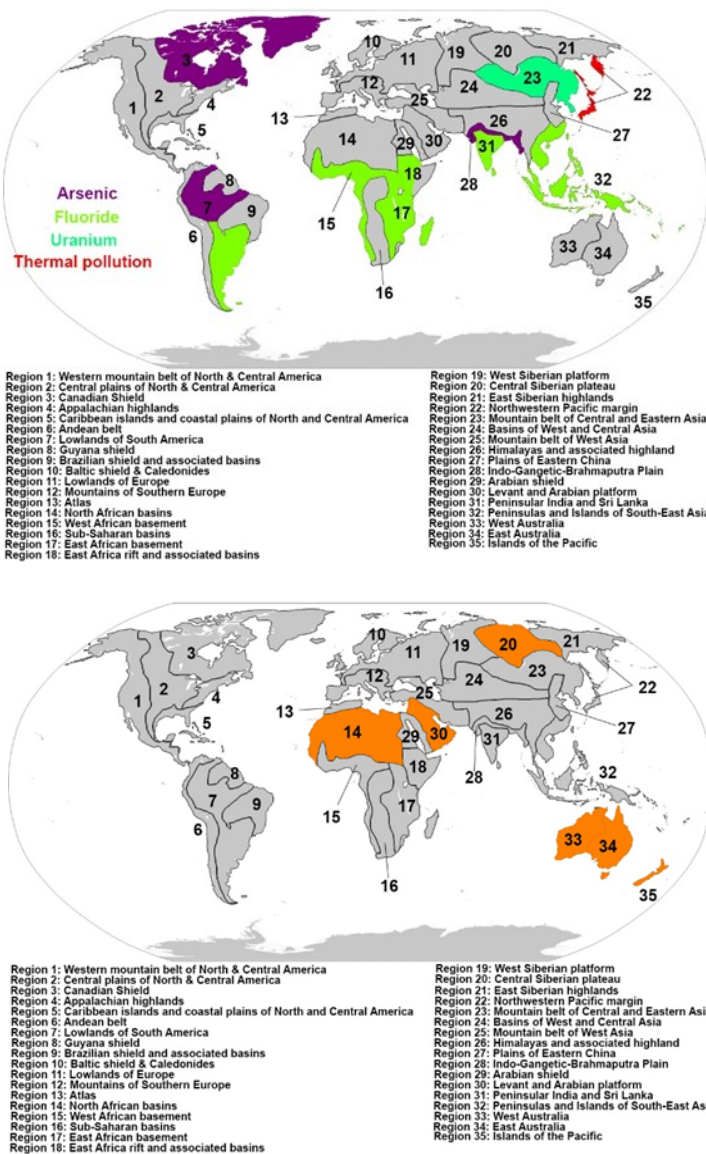 10
19
20
21
3
11
2
12
23
1
4
24
22
25
5
13
26
27
14
29
30
31
28
8
18
32
15
7
9
17
6
33
34
16
35
Arsenic
Fluoride
Uranium
Thermal pollution
Region 1: Western mountain belt of North & Central America
Region 2: Central plains of North & Central America
Region 3: Canadian Shield
Region 4: Appalachian highlands
Region 5: Caribbean islands and coastal plains of North and Central America
Region 6: Andean belt
Region 7: Lowlands of South America
Region 8: Guyana shield
Region 9: Brazilian shield and associated basins
Region 10: Baltic shield & Caledonides
Region 11: Lowlands of Europe
Region 12: Mountains of Southern Europe
Region 13: Atlas
Region 14: North African basins
Region 15: West African basement
Region 16: Sub-Saharan basins
Region 17: East African basement
Region 18: East Africa rift and associated basins
Region 19: West Siberian platform
Region 20: Central Siberian plateau
Region 21: East Siberian highlands
Region 22: Northwestern Pacific margin
Region 23: Mountain belt of Central and Eastern Asia
Region 24: Basins of West and Central Asia
Region 25: Mountain belt of West Asia
Region 26: Himalayas and associated highland
Region 27: Plains of Eastern China
Region 28: Indo-Gangetic-Brahmaputra Plain
Region 29: Arabian shield
Region 30: Levant and Arabian platform
Region 31: Peninsular India and Sri Lanka
Region 32: Peninsulas and Islands of South-East Asia
Region 33: West Australia
Region 34: East Australia
Region 35: Islands of the Pacific
10
19
20
21
3
11
2
12
23
1
4
24
22
25
5
13
26
27
14
29
30
31
28
8
18
32
15
7
9
17
6
33
34
16
35
Region 1: Western mountain belt of North & Central America
Region 2: Central plains of North & Central America
Region 3: Canadian Shield
Region 4: Appalachian highlands
Region 5: Caribbean islands and coastal plains of North and Central America
Region 6: Andean belt
Region 7: Lowlands of South America
Region 8: Guyana shield
Region 9: Brazilian shield and associated basins
Region 10: Baltic shield & Caledonides
Region 11: Lowlands of Europe
Region 12: Mountains of Southern Europe
Region 13: Atlas
Region 14: North African basins
Region 15: West African basement
Region 16: Sub-Saharan basins
Region 17: East African basement
Region 18: East Africa rift and associated basins
Region 19: West Siberian platform
Region 20: Central Siberian plateau
Region 21: East Siberian highlands
Region 22: Northwestern Pacific margin
Region 23: Mountain belt of Central and Eastern Asi
Region 24: Basins of West and Central Asia
Region 25: Mountain belt of West Asia
Region 26: Himalayas and associated highland
Region 27: Plains of Eastern China
Region 28: Indo-Gangetic-Brahmaputra Plain
Region 29: Arabian shield
Region 30: Levant and Arabian platform
Region 31: Peninsular India and Sri Lanka
Region 32: Peninsulas and Islands of South-East As
Region 33: West Australia
Region 34: East Australia
Region 35: Islands of the Pacific